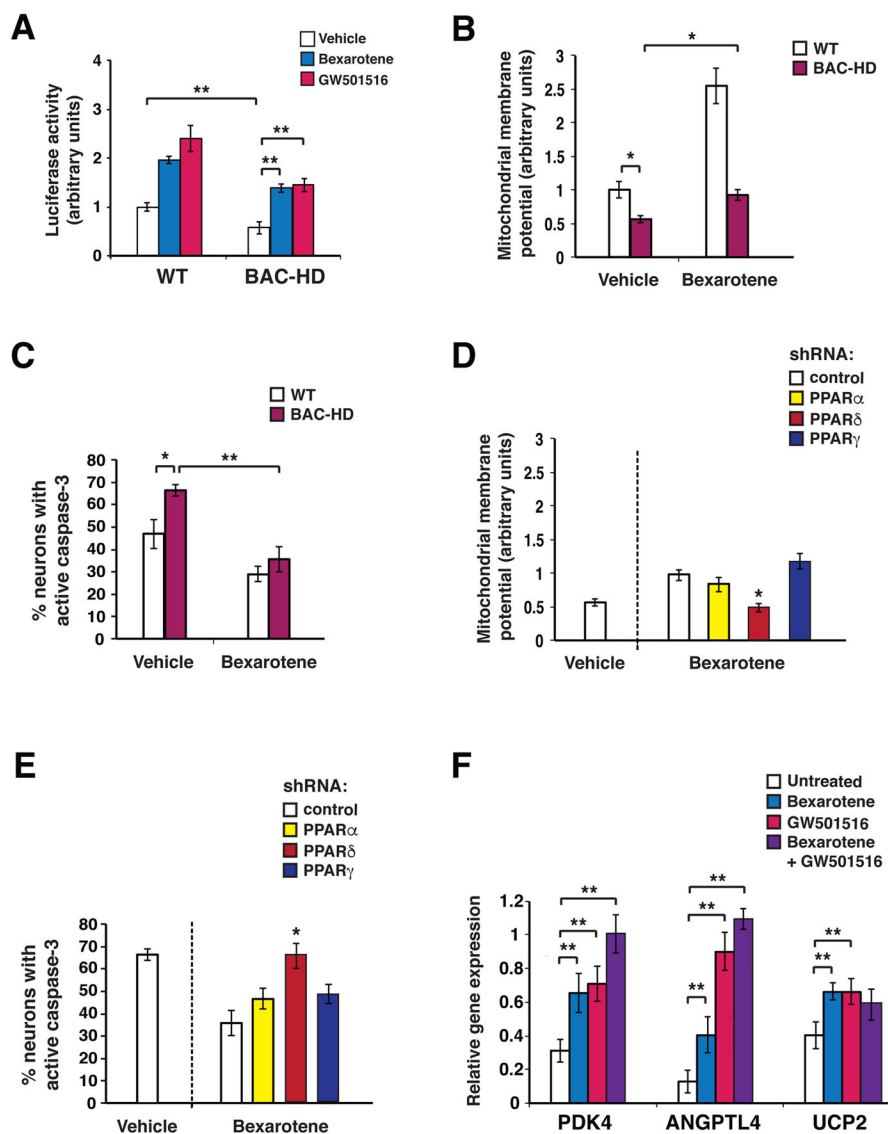 A
Vehicle
Bexarotene
GW501516
Luciferase activity
(arbitrary units)
4
3
2
1
0
**
**
**
WT
BAC-HD
B
WT
BAC-HD
Mitochondrial membrane
potential (arbitrary units)
3
2.5
2
1.5
1
0.5
0
*
*
Vehicle
Bexarotene
C
WT
BAC-HD
% neurons with
active caspase-3
80
70
60
50
40
30
20
10
0
*
**
Vehicle
Bexarotene
D
shRNA:
control
PPARα
PPARδ
PPARγ
Mitochondrial membrane
potential (arbitrary units)
3
2.5
2
1.5
1
0.5
0
*
Vehicle
Bexarotene
E
shRNA:
control
PPARα
PPARδ
PPARγ
% neurons with
active caspase-3
80
70
60
50
40
30
20
10
0
*
Vehicle
Bexarotene
F
Untreated
Bexarotene
GW501516
Bexarotene
+ GW501516
Relative gene expression
1.2
1
0.8
0.6
0.4
0.2
0
**
**
**
**
**
**
**
**
PDK4
ANGPTL4
UCP2